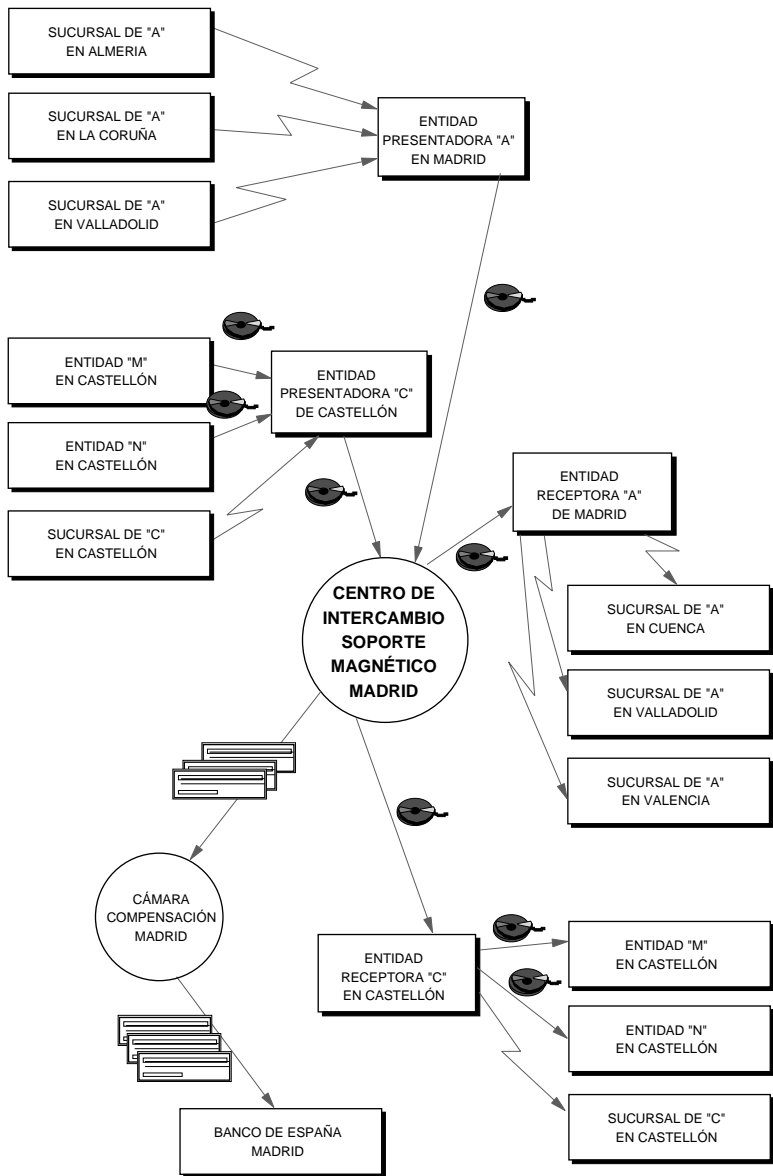 SUCURSAL DE "A"
EN ALMERIA
SUCURSAL DE "A"
EN LA CORUÑA
SUCURSAL DE "A"
EN VALLADOLID
ENTIDAD
PRESENTADORA "A"
EN MADRID
ENTIDAD "M"
EN CASTELLÓN
ENTIDAD "N"
EN CASTELLÓN
SUCURSAL DE "C"
EN CASTELLÓN
ENTIDAD
PRESENTADORA "C"
DE CASTELLÓN
ENTIDAD
RECEPTORA "A"
DE MADRID
CENTRO DE
INTERCAMBIO
SOPORTE
MAGNÉTICO
MADRID
SUCURSAL DE "A"
EN CUENCA
SUCURSAL DE "A"
EN VALLADOLID
SUCURSAL DE "A"
EN VALENCIA
CÁMARA
COMPENSACIÓN
MADRID
ENTIDAD
RECEPTORA "C"
EN CASTELLÓN
ENTIDAD "M"
EN CASTELLÓN
ENTIDAD "N"
EN CASTELLÓN
SUCURSAL DE "C"
EN CASTELLÓN
BANCO DE ESPAÑA
MADRID